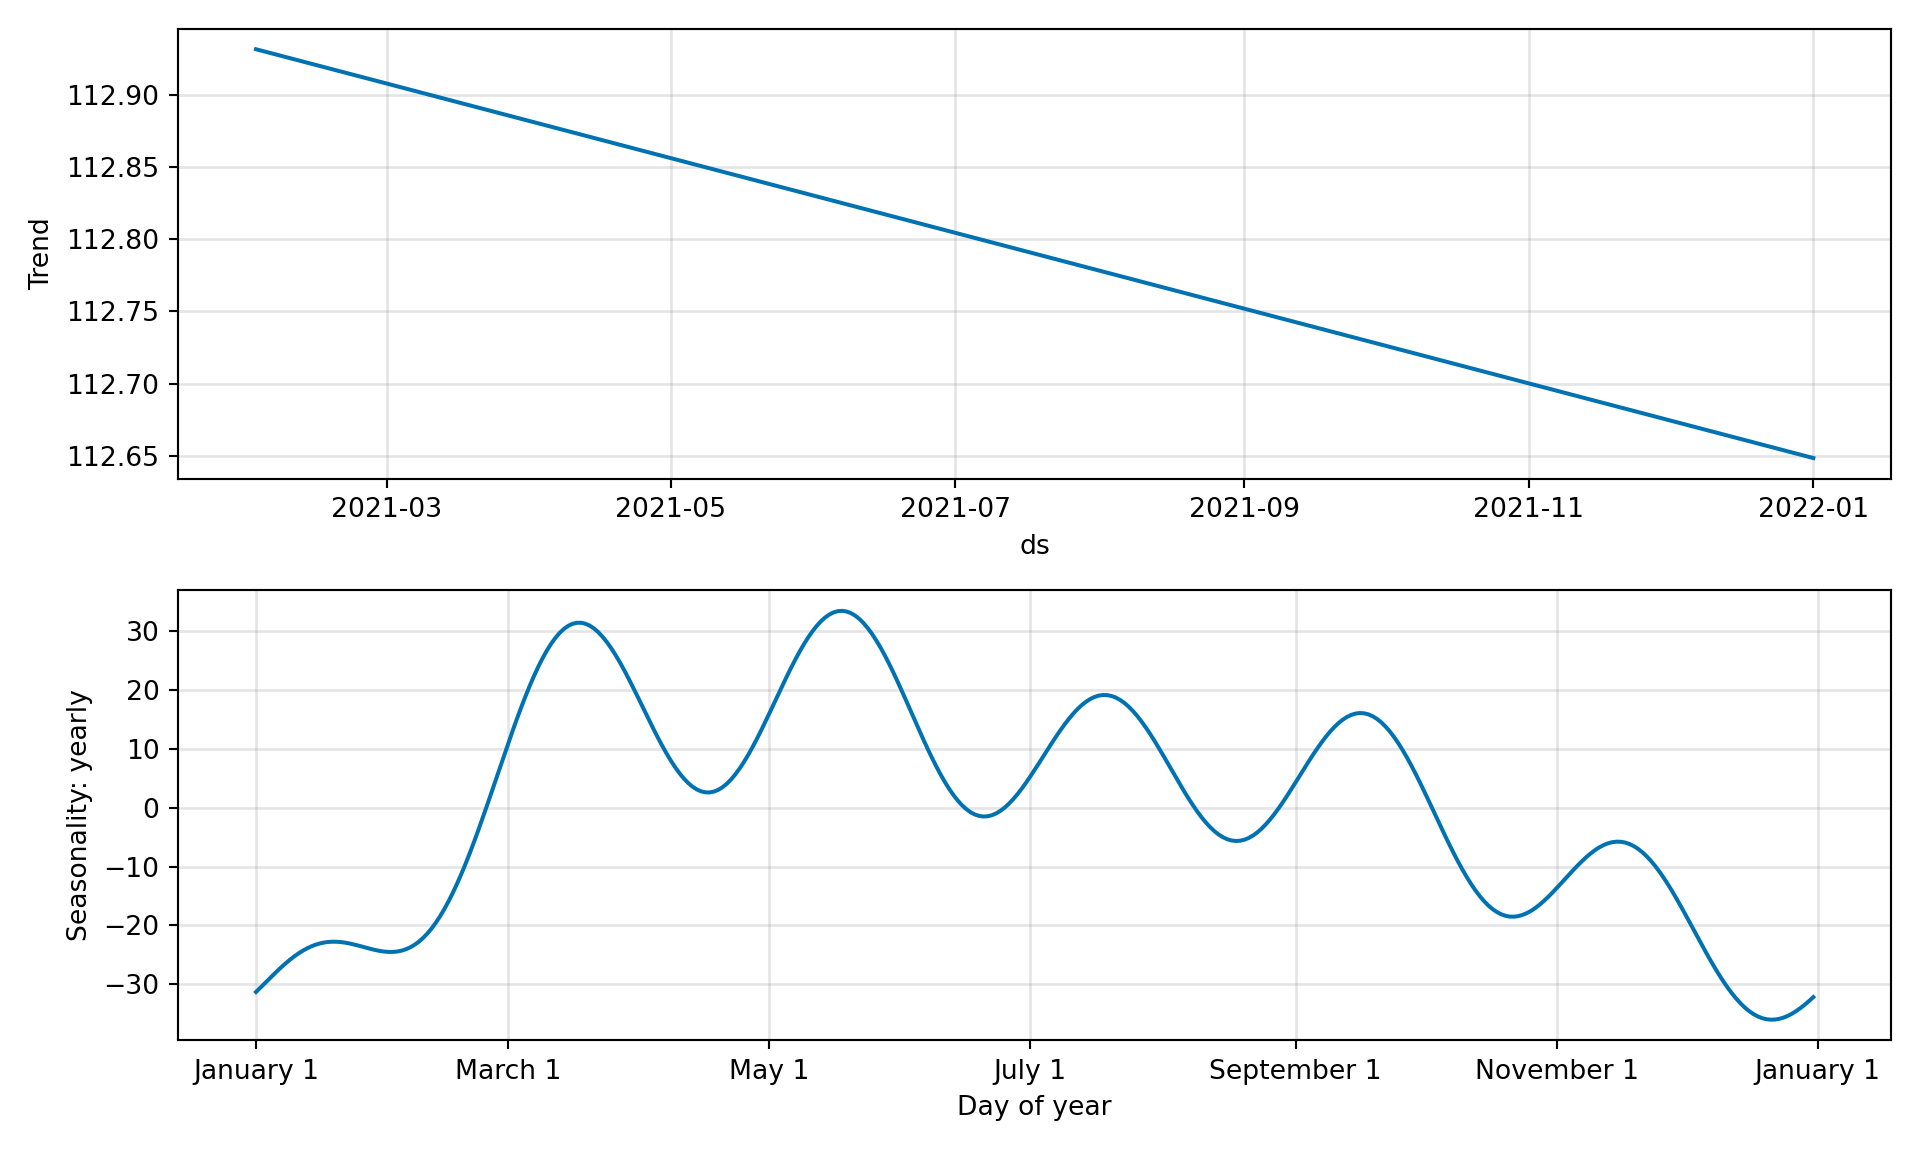 112.90
112.85
112.80
112.75
112.70
112.65
Trend
2021-03 2021-05 2021-07 2021-09 2021-11 2022-01
ds
30
20
10
0
−10
−20
−30
Seasonality: yearly
January 1 March 1 May 1 July 1 September 1 November 1 January 1
Day of year